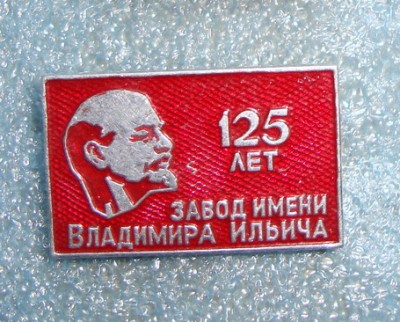 125
ЛЕТ
ЗАВОД ИМЕНИ
ВЛАДИМИРА ИЛЬИЧА